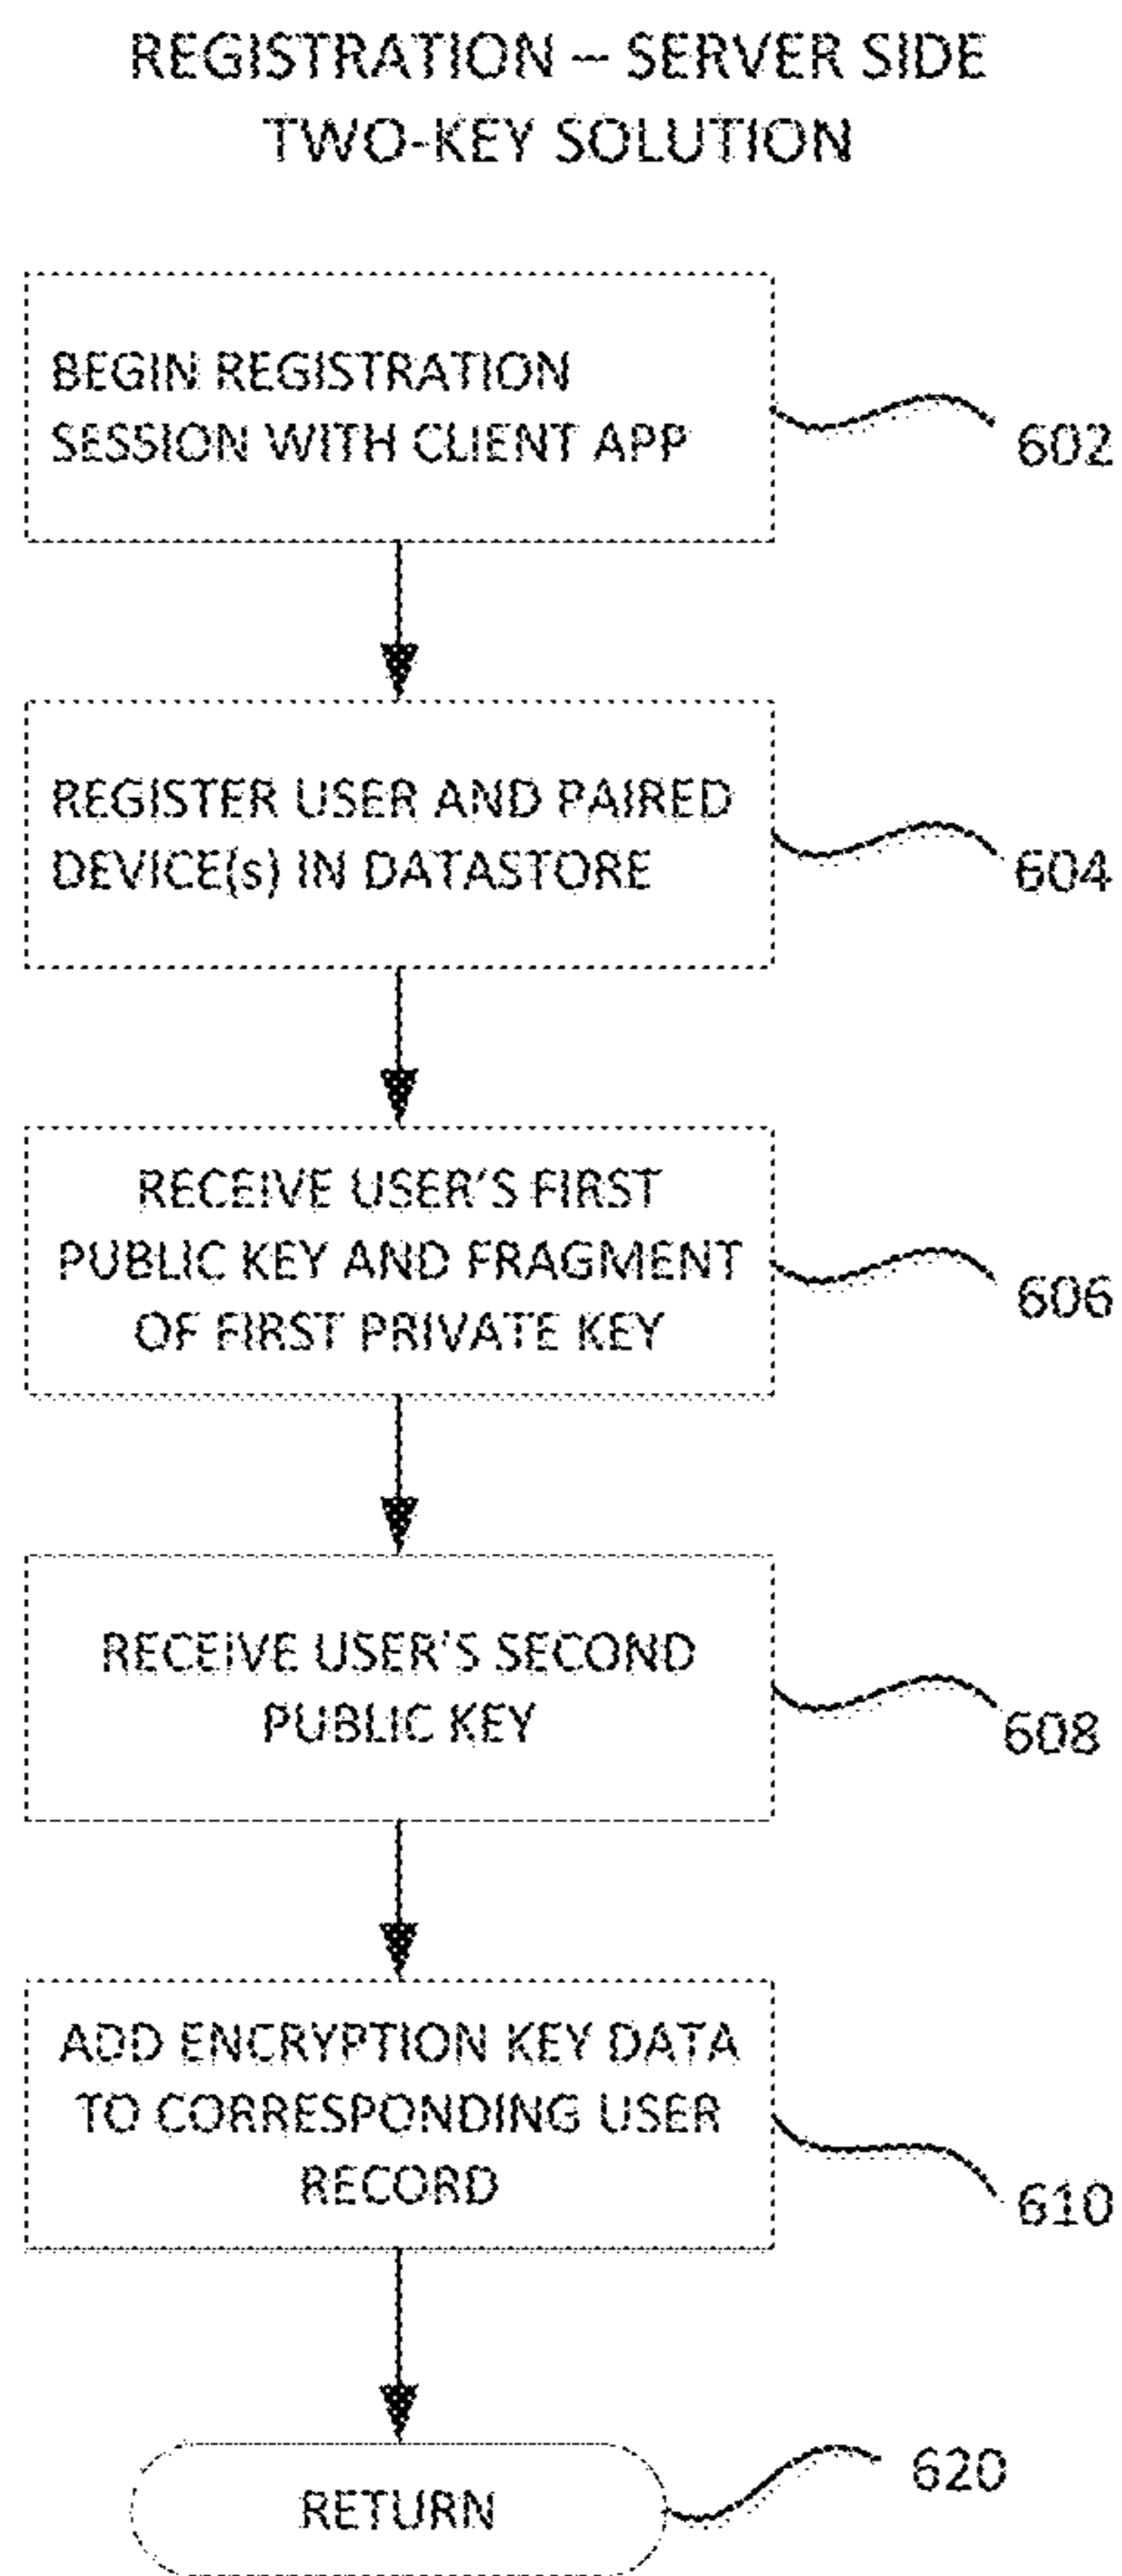 REGISTRATION -- SERVER SIDE
TWO-KEY SOLUTION
BEGIN REGISTRATION
SESSION WITH CLIENT APP
602
REGISTER USER AND PAIRED
DEVICE(s) IN DATASTORE
604
RECEIVE USER'S FIRST
PUBLIC KEY AND FRAGMENT
OF FIRST PRIVATE KEY
606
RECEIVE USER'S SECOND
PUBLIC KEY
608
ADD ENCRYPTION KEY DATA
TO CORRESPONDING USER
RECORD
610
RETURN
620